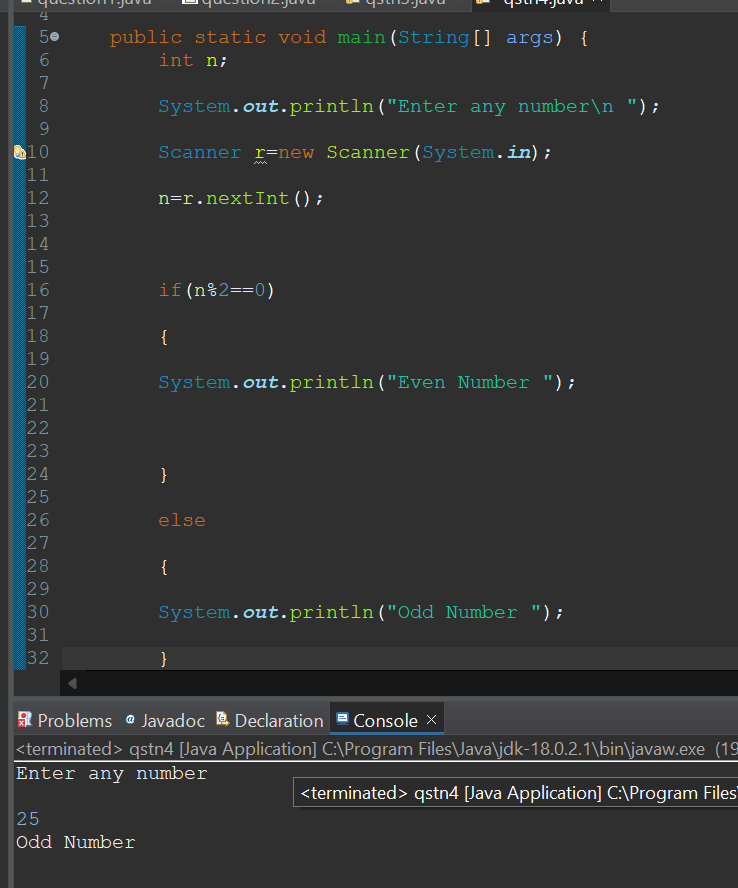 question1.java question2.java qstn3.java qstn4.java
4
5 public static void main(String[] args) {
6 int n;
7
8 System.out.println("Enter any number\n ");
9
10 Scanner r=new Scanner(System.in);
11
12 n=r.nextInt();
13
14
15
16 if(n%2==0)
17
18 {
19
20 System.out.println("Even Number ");
21
22
23
24 }
25
26 else
27
28 {
29
30 System.out.println("Odd Number ");
31
32 }
Problems @ Javadoc Declaration Console ×
<terminated> qstn4 [Java Application] C:\Program Files\Java\jdk-18.0.2.1\bin\javaw.exe (19
Enter any number
<terminated> qstn4 [Java Application] C:\Program Files
25
Odd Number